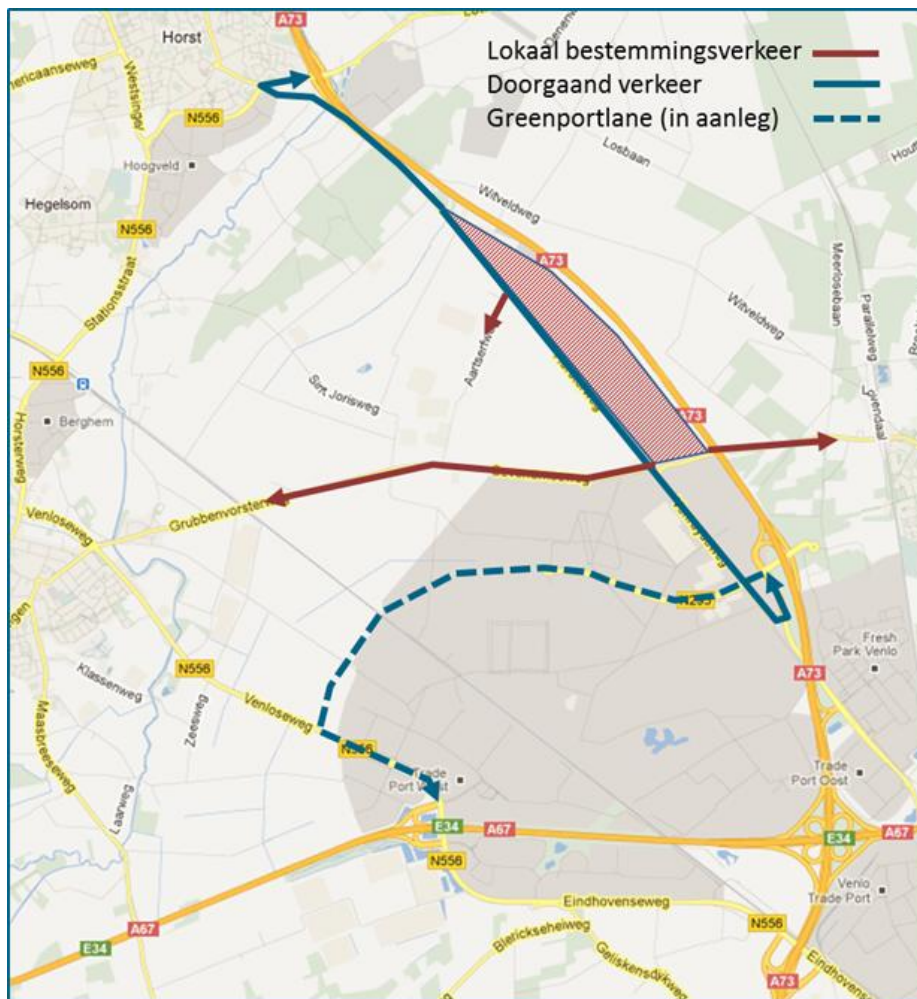 A73
Horst
Lokaal bestemmingsverkeer
Doorgaand verkeer
Greenportlane (in aanleg)
Westsingel
N556
Hoogveld
Losbaan
Witveldweg
Hegelsom
N556
Stationsstraat
A73
Meerlosebaan
Parallelweg
Witveldweg
N556
Sint Jorisweg
A73
Berghem
Horsterweg
Grubbenvorsterweg
Venloseweg
N295
Fresh
Park Venlo
A73
N556
Klassenweg
Zeesweg
Venloseweg
Maasbreeseweg
N556
Trade
Port West
Trade
Port Oost
Laarweg
E34
A67
E34
A67
N556
Venlo
Trade Port
Eindhovenseweg
N556
A67
E34
Blerickseheiweg
Geliskensdijkweg
A73